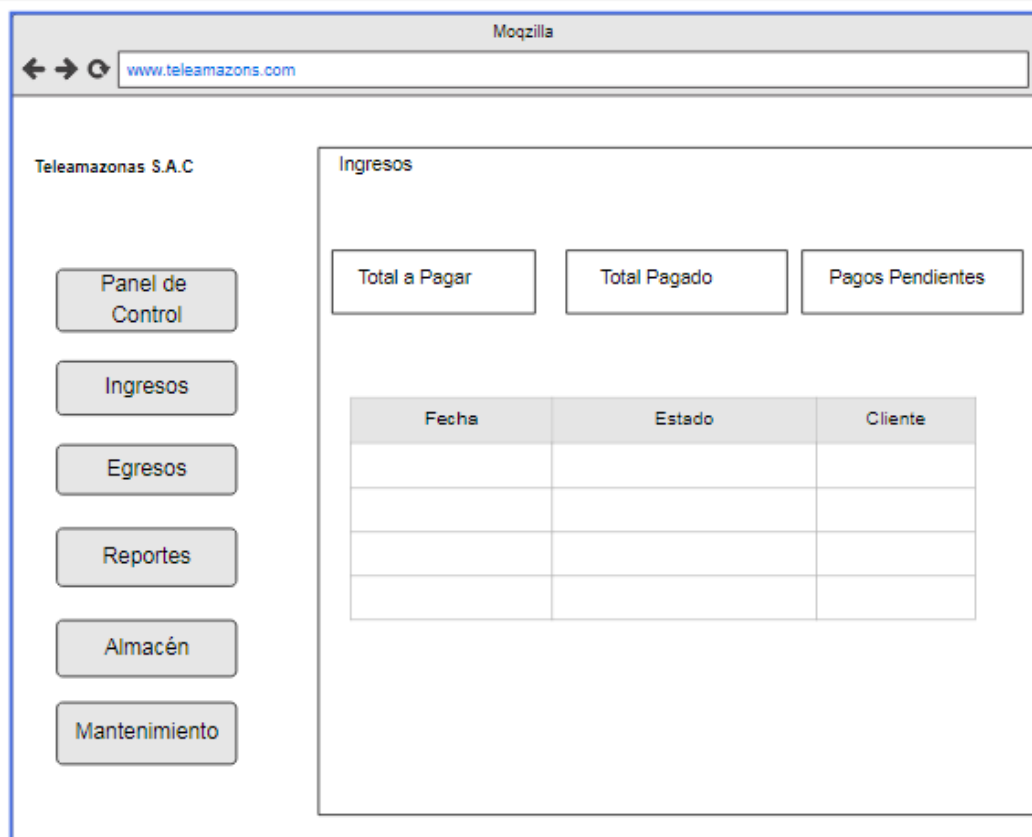 Moqzilla
www.teleamazons.com
Teleamazonas S.A.C
Panel de
Control
Ingresos
Egresos
Reportes
Almacén
Mantenimiento
Ingresos
Total a Pagar
Total Pagado
Pagos Pendientes
Fecha Estado Cliente